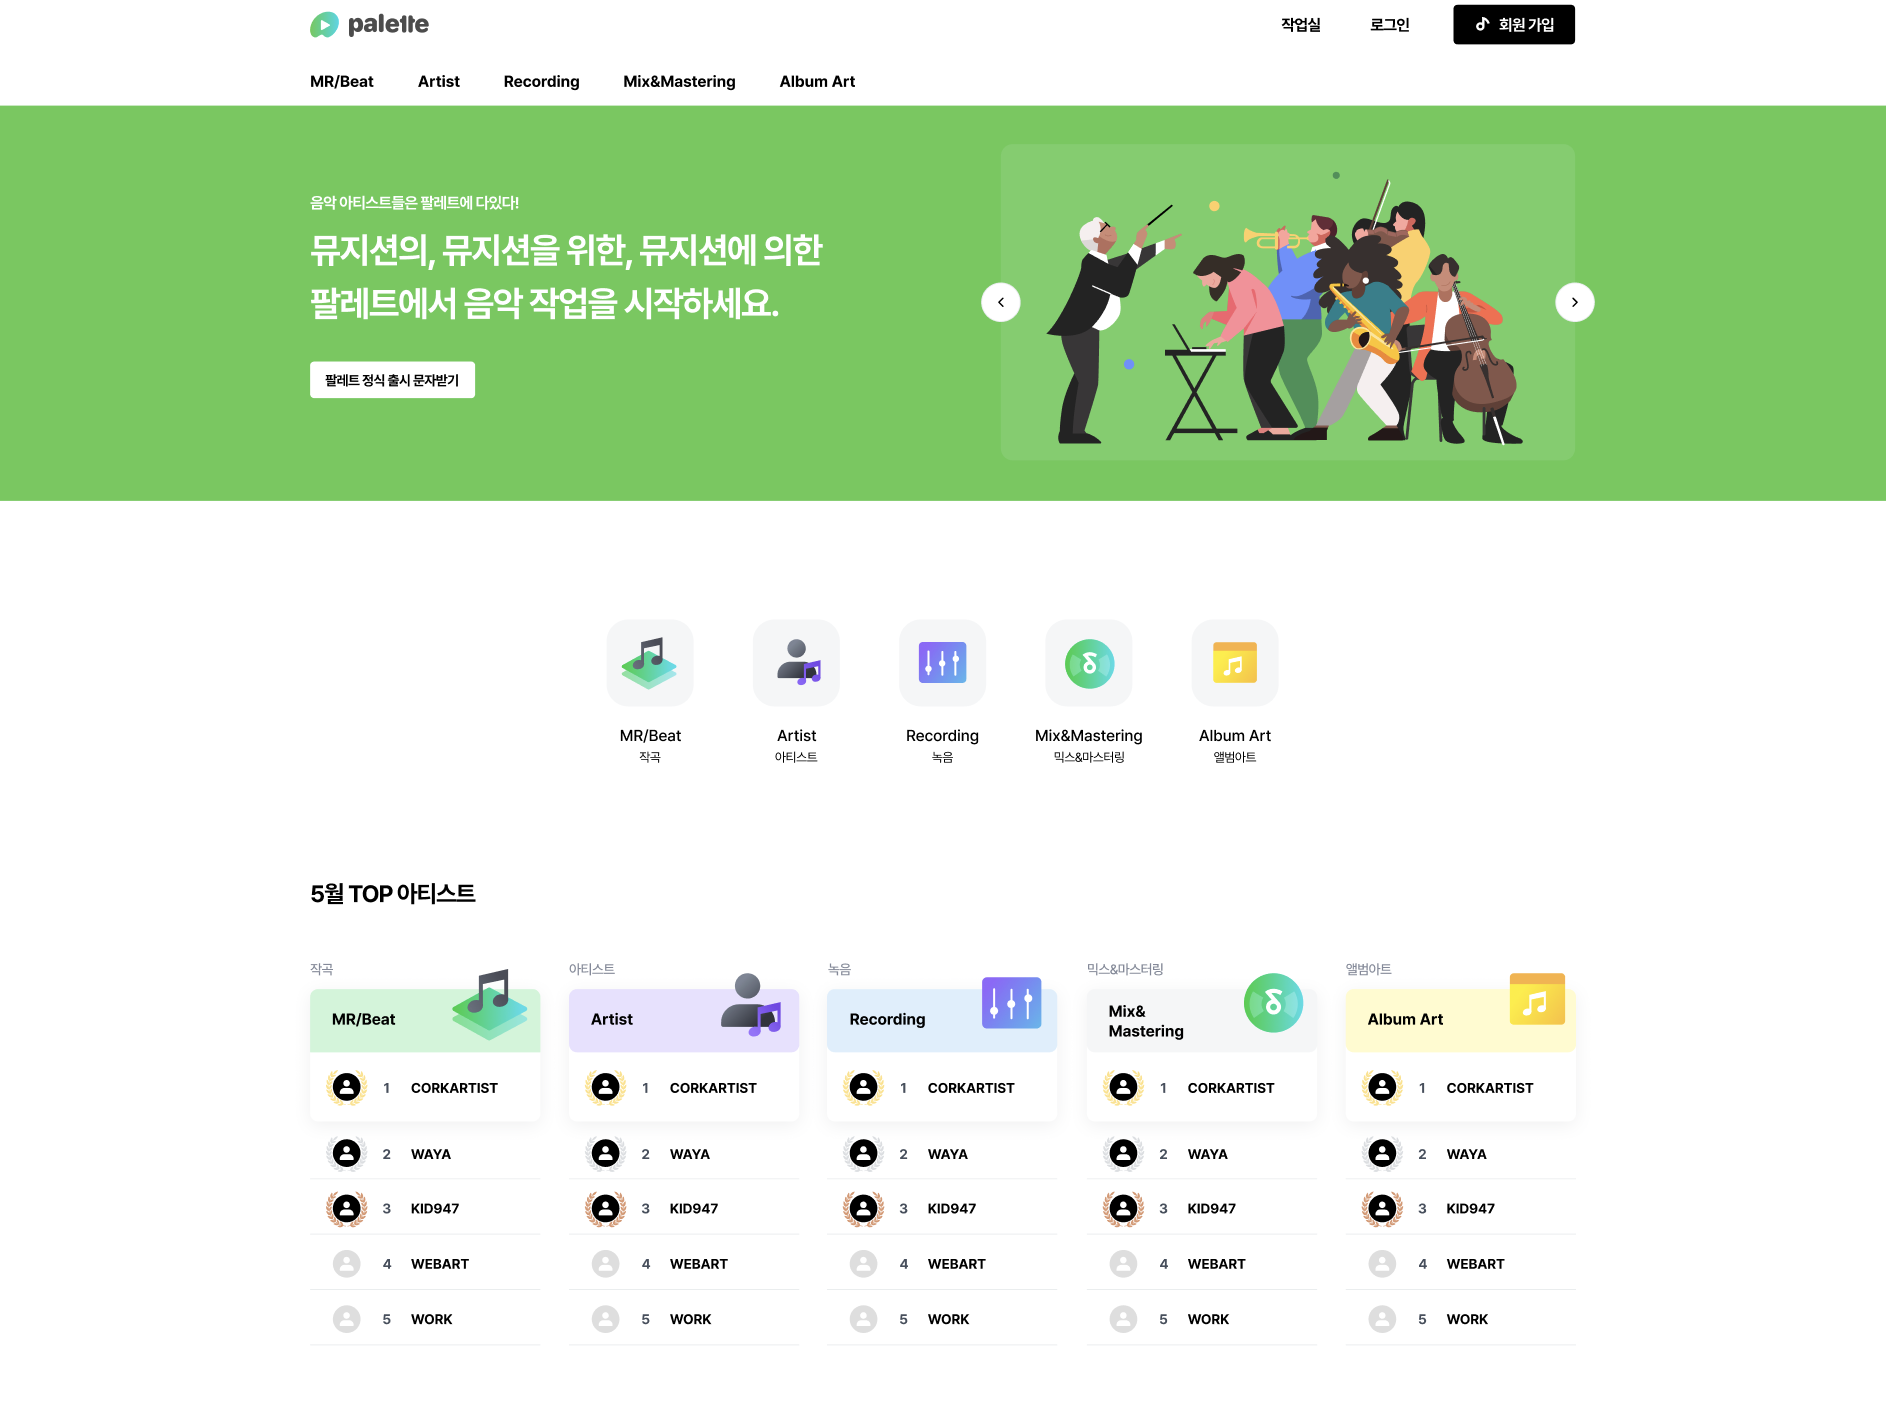 palette
작업실
로그인
회원 가입
MR/Beat
Artist
Recording
Mix&Mastering
Album Art
음악 아티스트들은 팔레트에 다있다!
뮤지션의, 뮤지션을 위한, 뮤지션에 의한
팔레트에서 음악 작업을 시작하세요.
팔레트 정식 출시 문자받기
MR/Beat
작곡
Artist
아티스트
Recording
녹음
Mix&Mastering
믹스&마스터링
Album Art
앨범아트
5월 TOP 아티스트
작곡
MR/Beat
1 CORKARTIST
2 WAYA
3 KID947
4 WEBART
5 WORK
아티스트
Artist
1 CORKARTIST
2 WAYA
3 KID947
4 WEBART
5 WORK
녹음
Recording
1 CORKARTIST
2 WAYA
3 KID947
4 WEBART
5 WORK
믹스&마스터링
Mix&
Mastering
1 CORKARTIST
2 WAYA
3 KID947
4 WEBART
5 WORK
앨범아트
Album Art
1 CORKARTIST
2 WAYA
3 KID947
4 WEBART
5 WORK